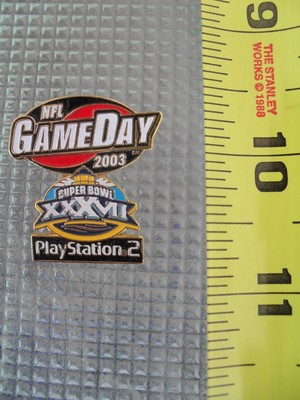 NFL
GAMEDAY
2003
SUPER BOWL
XXXVII
PlayStation 2
9
THE STANLEY
WORKS © 1988
10
11